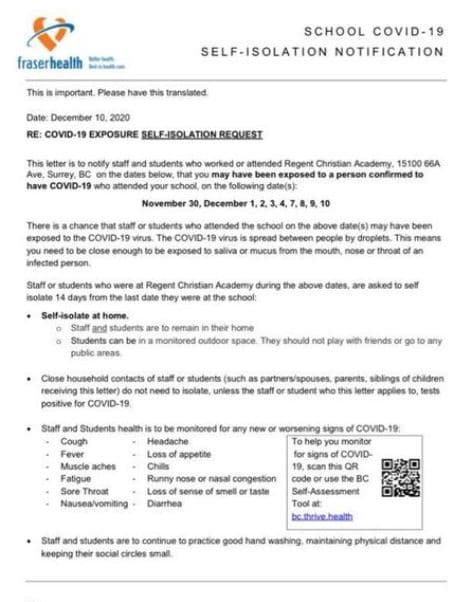 SCHOOL COVID-19
SELF-ISOLATION NOTIFICATION
fraserhealth
Better health.
Best in health care.
This is important. Please have this translated.
Date: December 10, 2020
RE: COVID-19 EXPOSURE SELF-ISOLATION REQUEST
This letter is to notify staff and students who worked or attended Regent Christian Academy, 15100 66A
Ave, Surrey, BC on the dates below, that you may have been exposed to a person confirmed to
have COVID-19 who attended your school, on the following date(s):
November 30, December 1, 2, 3, 4, 7, 8, 9, 10
There is a chance that staff or students who attended the school on the above date(s) may have been
exposed to the COVID-19 virus. The COVID-19 virus is spread between people by droplets. This means
you need to be close enough to be exposed to saliva or mucus from the mouth, nose or throat of an
infected person.
Staff or students who were at Regent Christian Academy during the above dates, are asked to self
isolate 14 days from the last date they were at the school:
• Self-isolate at home.
o Staff and students are to remain in their home
o Students can be in a monitored outdoor space. They should not play with friends or go to any
public areas.
• Close household contacts of staff or students (such as partners/spouses, parents, siblings of children
receiving this letter) do not need to isolate, unless the staff or student who this letter applies to, tests
positive for COVID-19.
• Staff and Students health is to be monitored for any new or worsening signs of COVID-19:
- Cough
- Fever
- Muscle aches
- Fatigue
- Sore Throat
- Nausea/vomiting
- Headache
- Loss of appetite
- Chills
- Runny nose or nasal congestion
- Loss of sense of smell or taste
- Diarrhea
To help you monitor
for signs of COVID-
19, scan this QR
code or use the BC
Self-Assessment
Tool at:
bc.thrive.health
• Staff and students are to continue to practice good hand washing, maintaining physical distance and
keeping their social circles small.